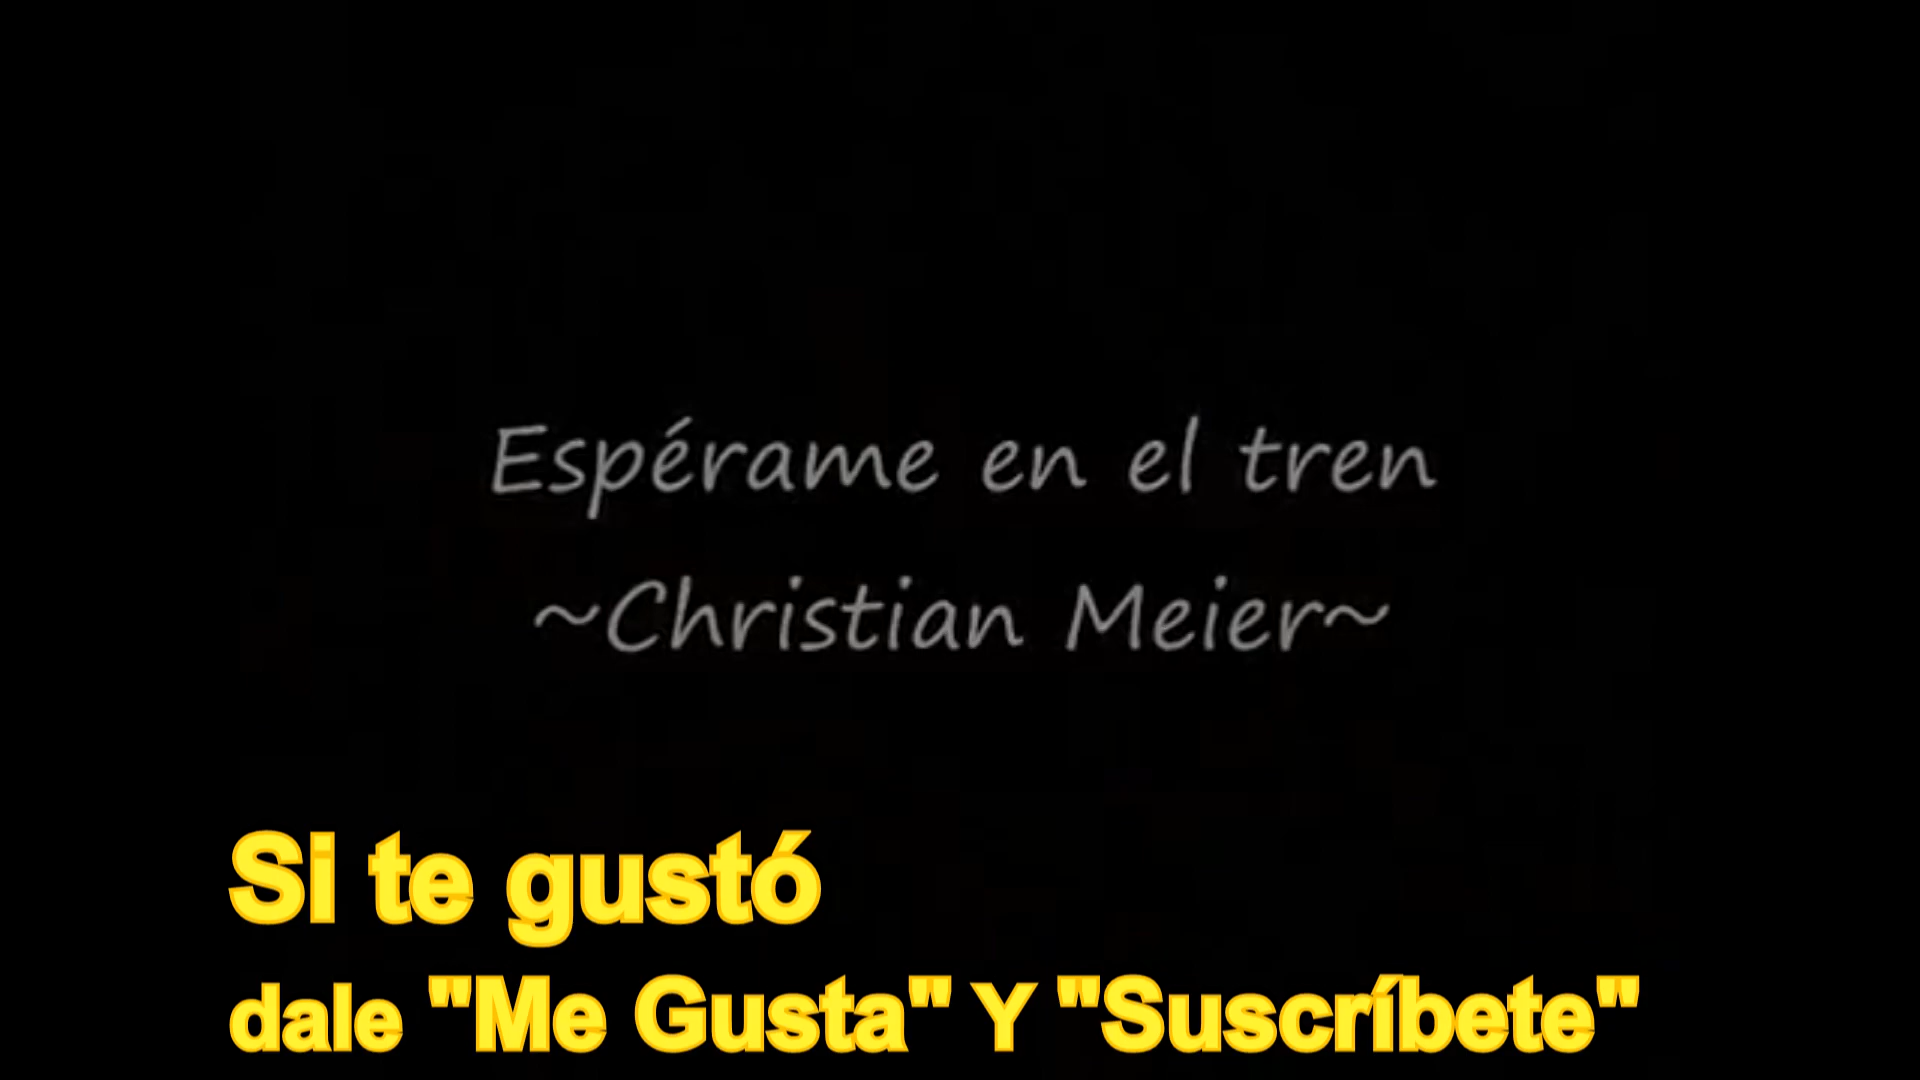 Espérame en el tren
~Christian Meier~
Si te gustó
dale "Me Gusta" Y "Suscríbete"